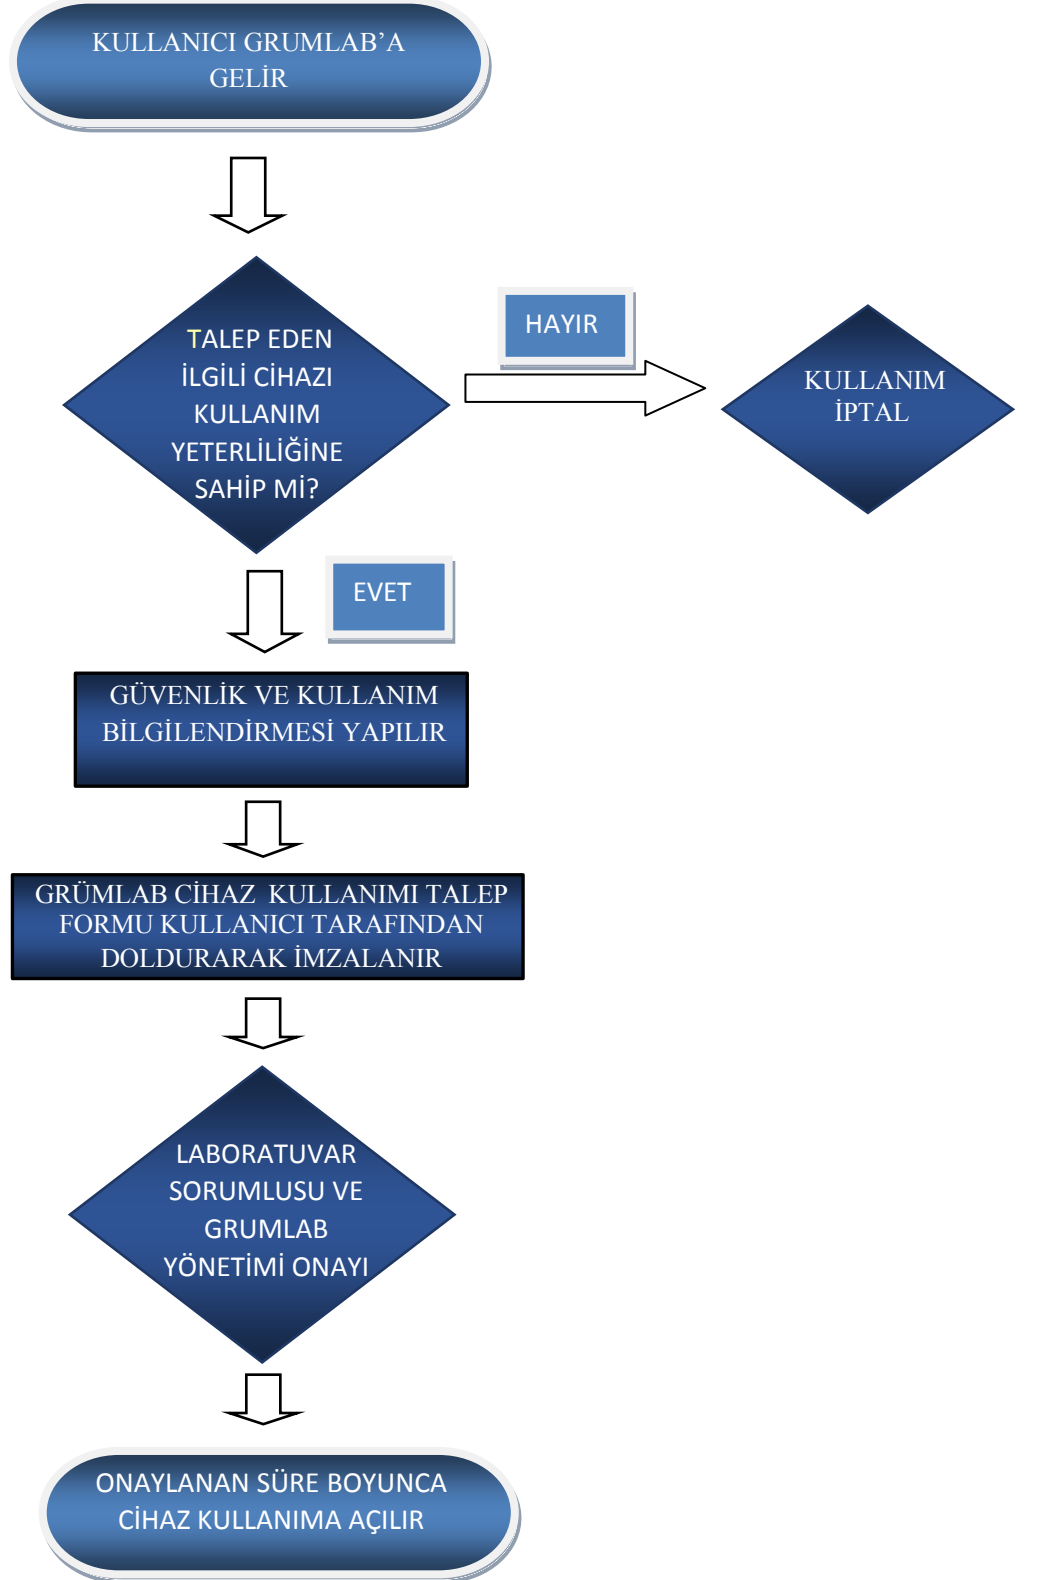 KULLANICI GRUMLAB’A
GELİR
TALEP EDEN
İLGİLİ CİHAZI
KULLANIM
YETERLİLİĞİNE
SAHİP Mİ?
HAYIR
KULLANIM
İPTAL
EVET
GÜVENLİK VE KULLANIM
BİLGİLENDİRMESİ YAPILIR
GRÜMLAB CİHAZ  KULLANIMI TALEP
FORMU KULLANICI TARAFINDAN
DOLDURARAK İMZALANIR
LABORATUVAR
SORUMLUSU VE
GRUMLAB
YÖNETİMİ ONAYI
ONAYLANAN SÜRE BOYUNCA
CİHAZ KULLANIMA AÇILIR